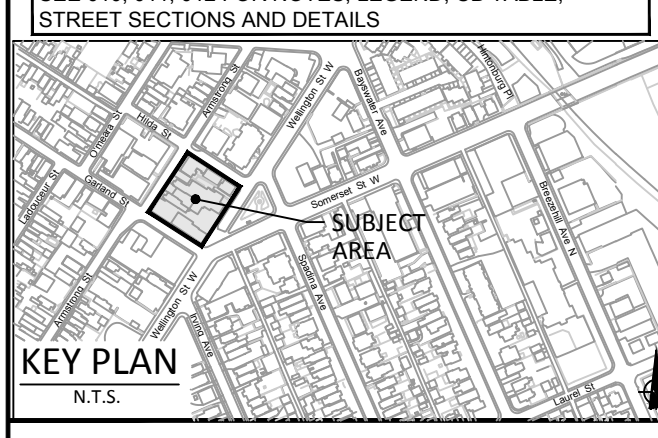 STREET SECTIONS AND DETAILS
Hintonburg Pl
Armstrong St
Wellington St W
Bayswater Ave
O'meara St
Hilda St
Ladouceur St
Garland St
Somerset St W
Breezehill Ave N
SUBJECT
AREA
Armstrong St
Wellington St W
Spadina Ave
Irving Ave
KEY PLAN
N.T.S.
Laurel St